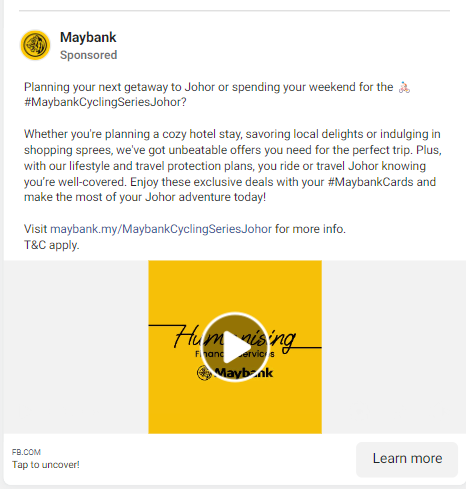 Maybank
Sponsored
Planning your next getaway to Johor or spending your weekend for the 🚴
#MaybankCyclingSeriesJohor?
Whether you're planning a cozy hotel stay, savoring local delights or indulging in
shopping sprees, we've got unbeatable offers you need for the perfect trip. Plus,
with our lifestyle and travel protection plans, you ride or travel Johor knowing
you're well-covered. Enjoy these exclusive deals with your #MaybankCards and
make the most of your Johor adventure today!
Visit maybank.my/MaybankCyclingSeriesJohor for more info.
T&C apply.
Humanising
Financial Services
Maybank
FB.COM
Tap to uncover!
Learn more